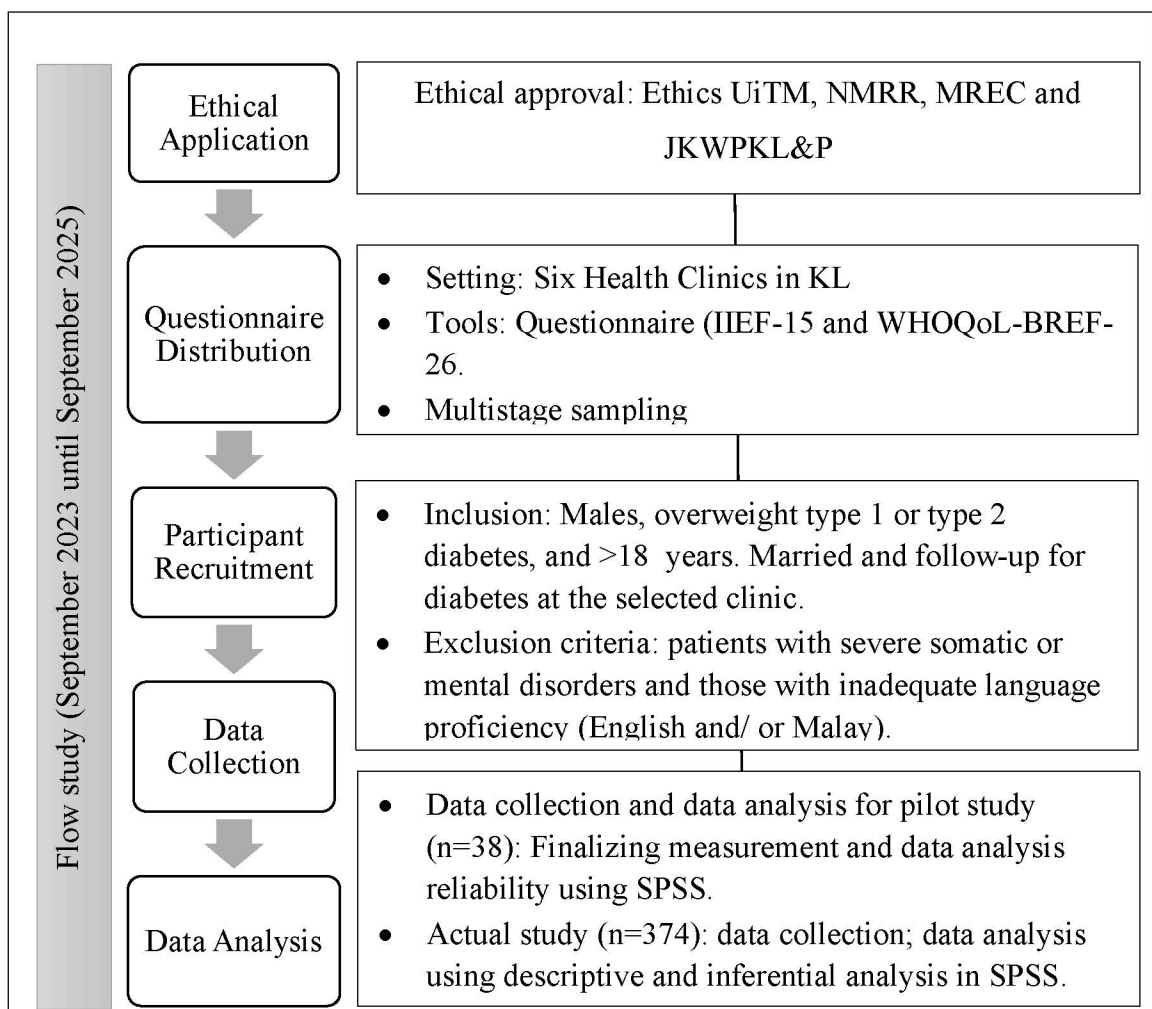 Flow study (September 2023 until September 2025)
Ethical
Application
Ethical approval: Ethics UiTM, NMRR, MREC and
JKWPKL&P
Questionnaire
Distribution
• Setting: Six Health Clinics in KL
• Tools: Questionnaire (IIEF-15 and WHOQoL-BREF-
26.
• Multistage sampling
Participant
Recruitment
• Inclusion: Males, overweight type 1 or type 2
diabetes, and >18 years. Married and follow-up for
diabetes at the selected clinic.
• Exclusion criteria: patients with severe somatic or
mental disorders and those with inadequate language
proficiency (English and/ or Malay).
Data
Collection
• Data collection and data analysis for pilot study
(n=38): Finalizing measurement and data analysis
reliability using SPSS.
• Actual study (n=374): data collection; data analysis
using descriptive and inferential analysis in SPSS.
Data Analysis